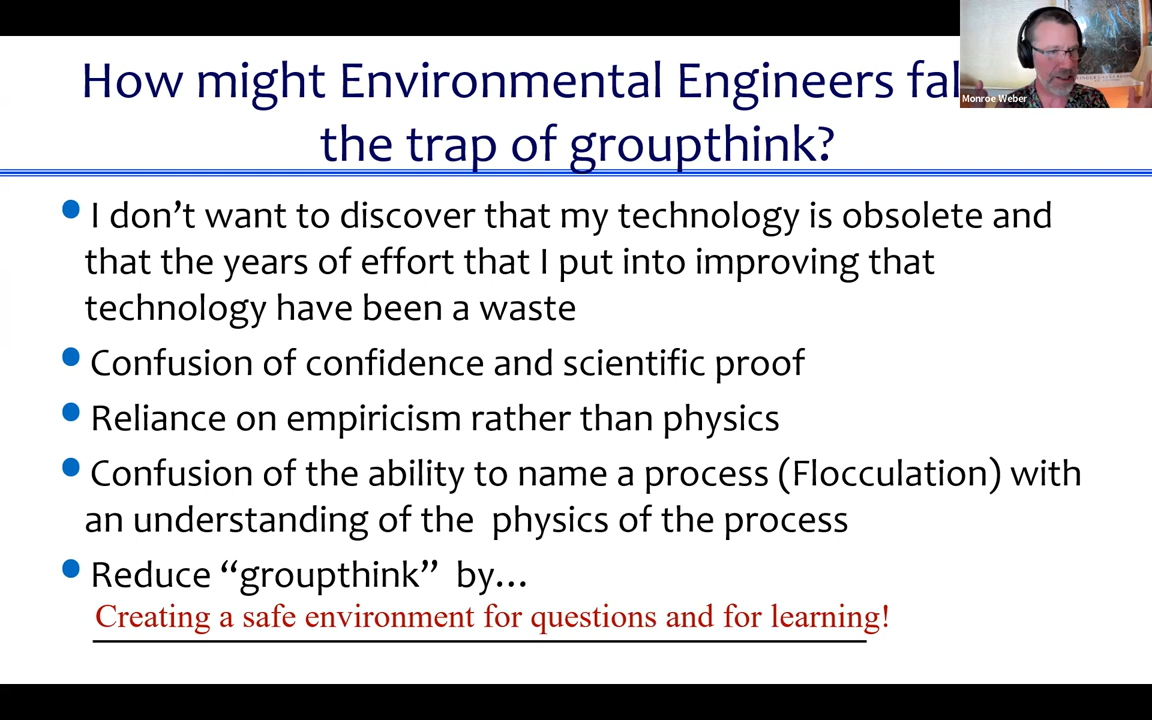 How might Environmental Engineers fal
Monroe Weber
the trap of groupthink?
I don’t want to discover that my technology is obsolete and
that the years of effort that I put into improving that
technology have been a waste
Confusion of confidence and scientific proof
Reliance on empiricism rather than physics
Confusion of the ability to name a process (Flocculation) with
an understanding of the physics of the process
Reduce “groupthink” by…
Creating a safe environment for questions and for learning!